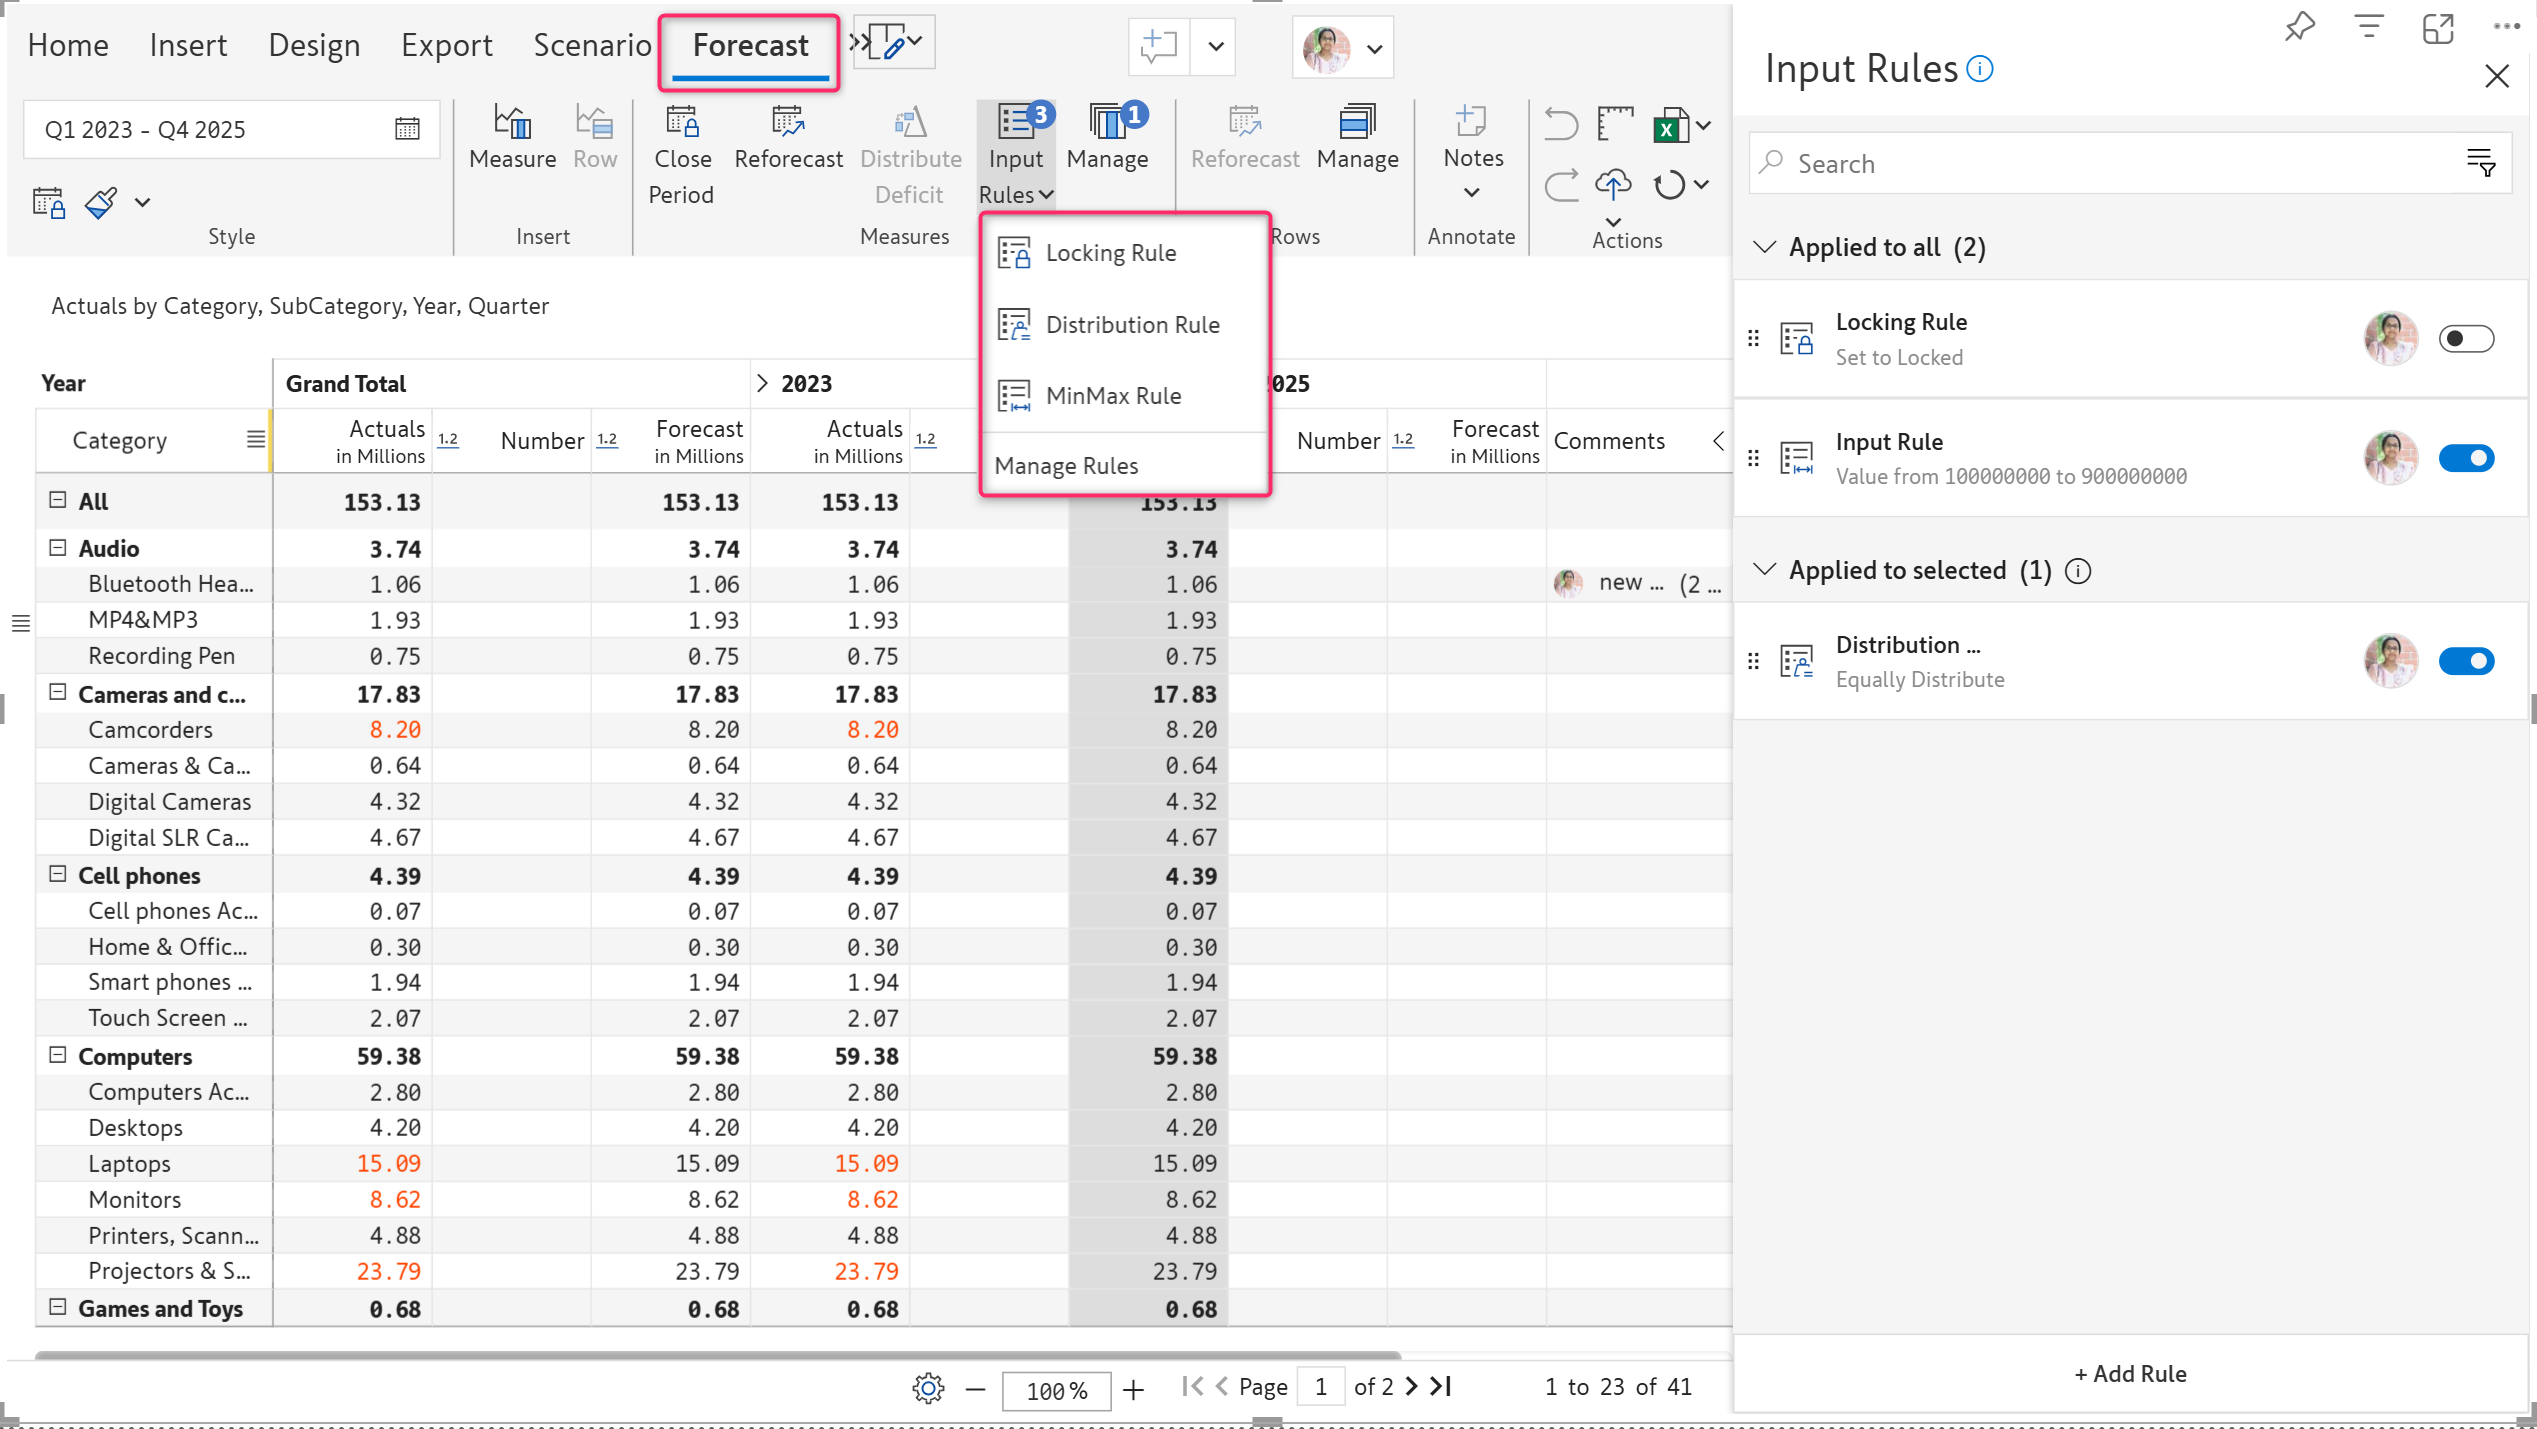 Home Insert Design Export Scenario Forecast
Q1 2023 - Q4 2025
Style
Measure Row
Insert
Close Period Reforecast Distribute Deficit Input Rules 3 Manage 1
Measures
Reforecast Manage
Rows
Notes
Annotate
Actions
Locking Rule
Distribution Rule
MinMax Rule
Manage Rules
Actuals by Category, SubCategory, Year, Quarter
Year Grand Total 2023 2025
Category Actuals in Millions 1.2 Number 1.2 Forecast in Millions Actuals in Millions 1.2 Number 1.2 Forecast in Millions Comments
All 153.13 153.13 153.13 153.13
Audio 3.74 3.74 3.74 3.74
Bluetooth Hea... 1.06 1.06 1.06 1.06 new ... (2 ...
MP4&MP3 1.93 1.93 1.93 1.93
Recording Pen 0.75 0.75 0.75 0.75
Cameras and c... 17.83 17.83 17.83 17.83
Camcorders 8.20 8.20 8.20 8.20
Cameras & Ca... 0.64 0.64 0.64 0.64
Digital Cameras 4.32 4.32 4.32 4.32
Digital SLR Ca... 4.67 4.67 4.67 4.67
Cell phones 4.39 4.39 4.39 4.39
Cell phones Ac... 0.07 0.07 0.07 0.07
Home & Offic... 0.30 0.30 0.30 0.30
Smart phones ... 1.94 1.94 1.94 1.94
Touch Screen ... 2.07 2.07 2.07 2.07
Computers 59.38 59.38 59.38 59.38
Computers Ac... 2.80 2.80 2.80 2.80
Desktops 4.20 4.20 4.20 4.20
Laptops 15.09 15.09 15.09 15.09
Monitors 8.62 8.62 8.62 8.62
Printers, Scann... 4.88 4.88 4.88 4.88
Projectors & S... 23.79 23.79 23.79 23.79
Games and Toys 0.68 0.68 0.68 0.68
100 % Page 1 of 2 1 to 23 of 41
Input Rules
Search
Applied to all (2)
Locking Rule
Set to Locked
Input Rule
Value from 100000000 to 900000000
Applied to selected (1)
Distribution ...
Equally Distribute
+ Add Rule